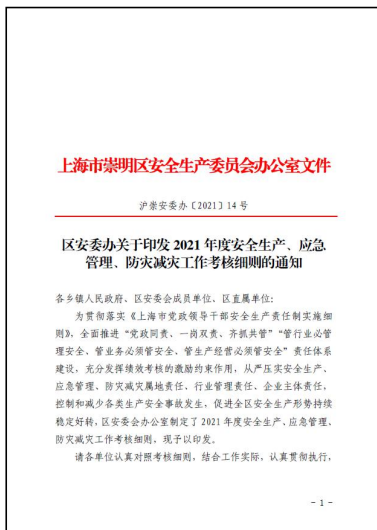 上海市崇明区安全生产委员会办公室文件
沪崇安委办〔2021〕14号
区安委办关于印发 2021 年度安全生产、应急
管理、防灾减灾工作考核细则的通知
各乡镇人民政府、区安委会成员单位、区直属单位：
为贯彻落实《上海市党政领导干部安全生产责任制实施细
则》，全面推进“党政同责、一岗双责、齐抓共管”“管行业必管
理安全、管业务必须管安全、管生产经营必须管安全”责任体系
建设，充分发挥绩效考核的激励约束作用，从严压实安全生产、
应急管理、防灾减灾属地责任，行业管理责任、企业主体责任，
控制和减少各类生产安全事故发生，促进全区安全生产形势持续
稳定好转，区安委会办公室制定了 2021 年度安全生产、应急管理、
防灾减灾工作考核细则，现予以印发。
请各单位认真对照考核细则，结合工作实际，认真贯彻执行，
- 1 -